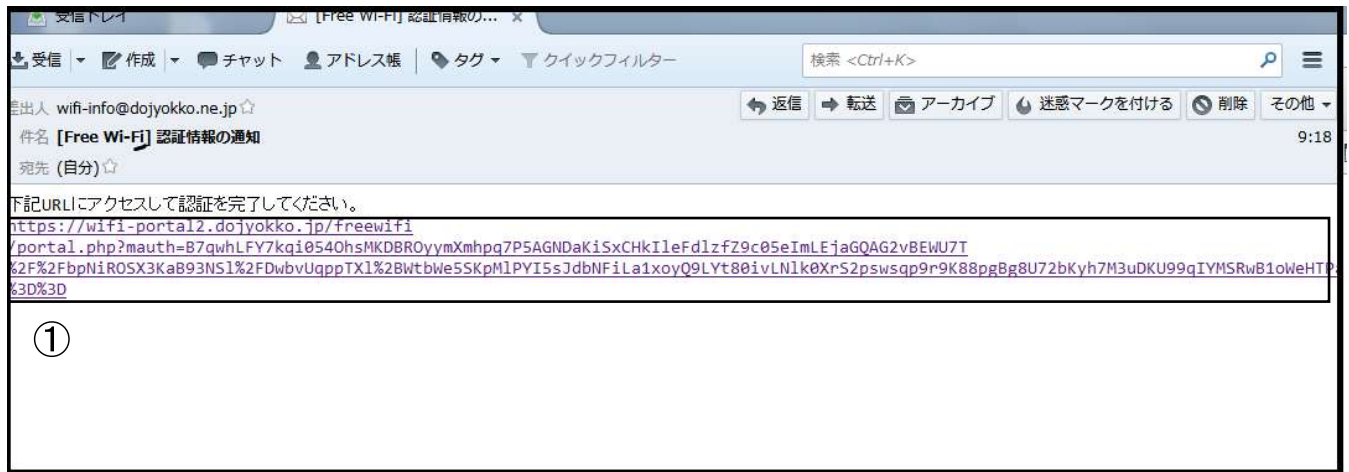 受信トレイ
[Free Wi-Fi] 認証情報の... ×
受信 作成 チャット アドレス帳 タグ クイックフィルター 検索 <Ctrl+K>
差出人 wifi-info@dojyokko.ne.jp 返信 転送 アーカイブ 迷惑マークを付ける 削除 その他
件名 [Free Wi-Fi] 認証情報の通知 9:18
宛先 (自分)
下記URLにアクセスして認証を完了してください。
https://wifi-portal2.dojyokko.jp/freewifi
/portal.php?mauth=B7qwhLFY7kqi054OhsMKDBROyymXmhpq7P5AGNDaKiSxCHkIleFdlzfZ9c05eImLEjaGQAG2vBEWU7T
%2F%2FbpNiROSX3KaB93NSl%2FDwbvUqppTXl%2BWtbWe5SKpMlPYI5sJdbNFiLa1xoyQ9LYt80ivLNlk0XrS2pswsqp9r9K88pgBg8U72bKyh7M3uDKU99qIYMSRwB1oWeHTP
%3D%3D
①